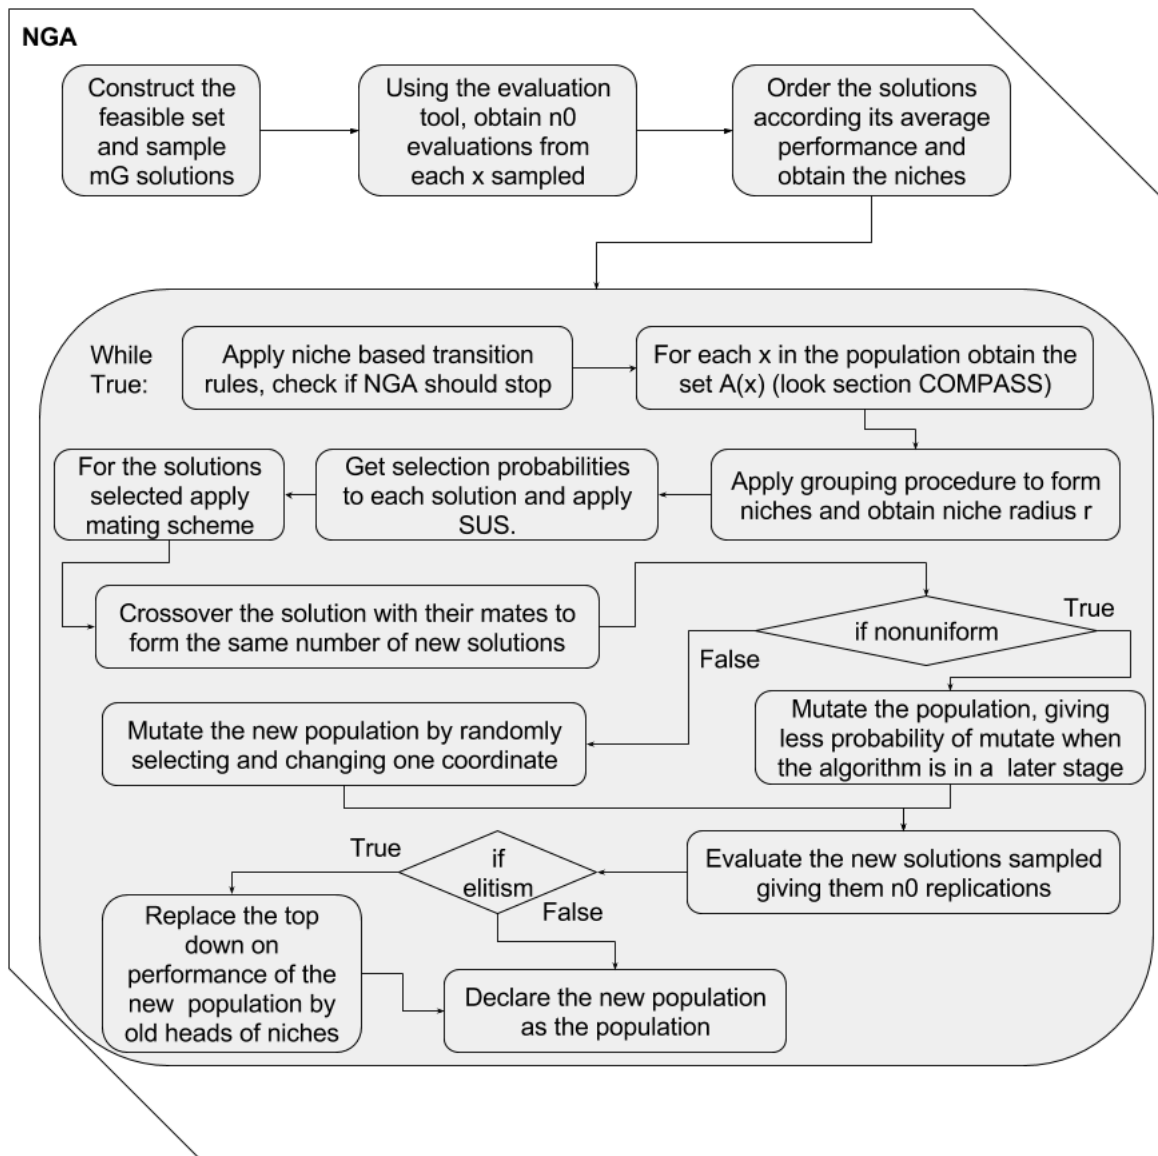 NGA
Construct the
feasible set
and sample
mG solutions
Using the evaluation
tool, obtain n0
evaluations from
each x sampled
Order the solutions
according its average
performance and
obtain the niches
While
True:
Apply niche based transition
rules, check if NGA should stop
For each x in the population obtain the
set A(x) (look section COMPASS)
Apply grouping procedure to form
niches and obtain niche radius r
Get selection probabilities
to each solution and apply
SUS.
For the solutions
selected apply
mating scheme
Crossover the solution with their mates to
form the same number of new solutions
if nonuniform
True
False
Mutate the population, giving
less probability of mutate when
the algorithm is in a later stage
Mutate the new population by randomly
selecting and changing one coordinate
Evaluate the new solutions sampled
giving them n0 replications
if
elitism
True
False
Replace the top
down on
performance of the
new population by
old heads of niches
Declare the new population
as the population